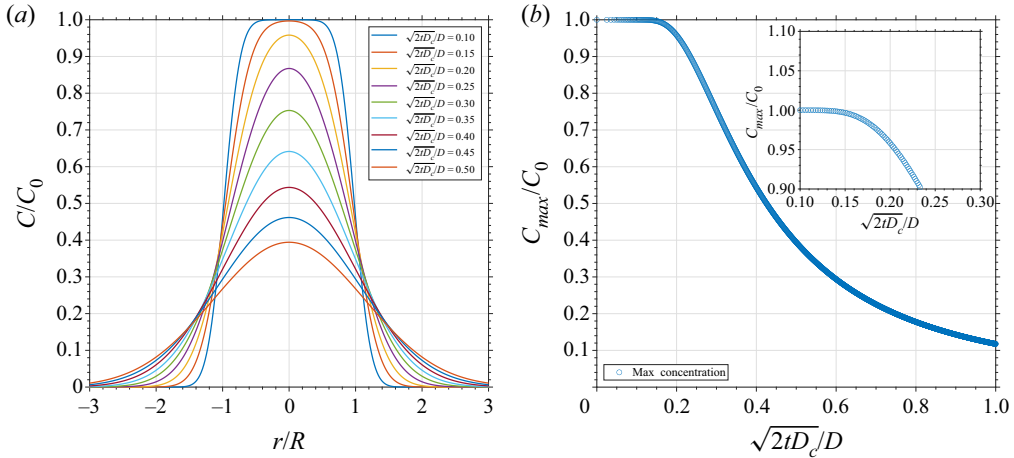 (a)
1.0
0.9
0.8
0.7
0.6
0.5
0.4
0.3
0.2
0.1
0
C/C0
√2tDc/D = 0.10
√2tDc/D = 0.15
√2tDc/D = 0.20
√2tDc/D = 0.25
√2tDc/D = 0.30
√2tDc/D = 0.35
√2tDc/D = 0.40
√2tDc/D = 0.45
√2tDc/D = 0.50
−3 −2 −1 0 1 2 3
r/R
(b)
1.0
0.9
0.8
0.7
0.6
0.5
0.4
0.3
0.2
0.1
Cmax/C0
1.10
1.05
1.00
0.95
0.90
Cmax/C0
0.10 0.15 0.20 0.25 0.30
√2tDc/D
Max concentration
0 0.2 0.4 0.6 0.8 1.0
√2tDc/D